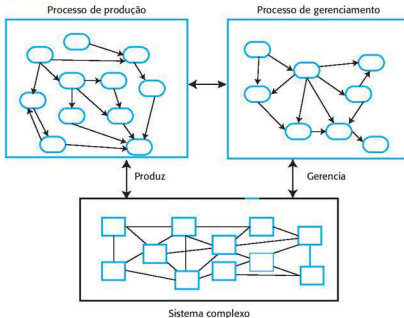 Processo de produção
Processo de gerenciamento
Produz
Gerencia
Sistema complexo